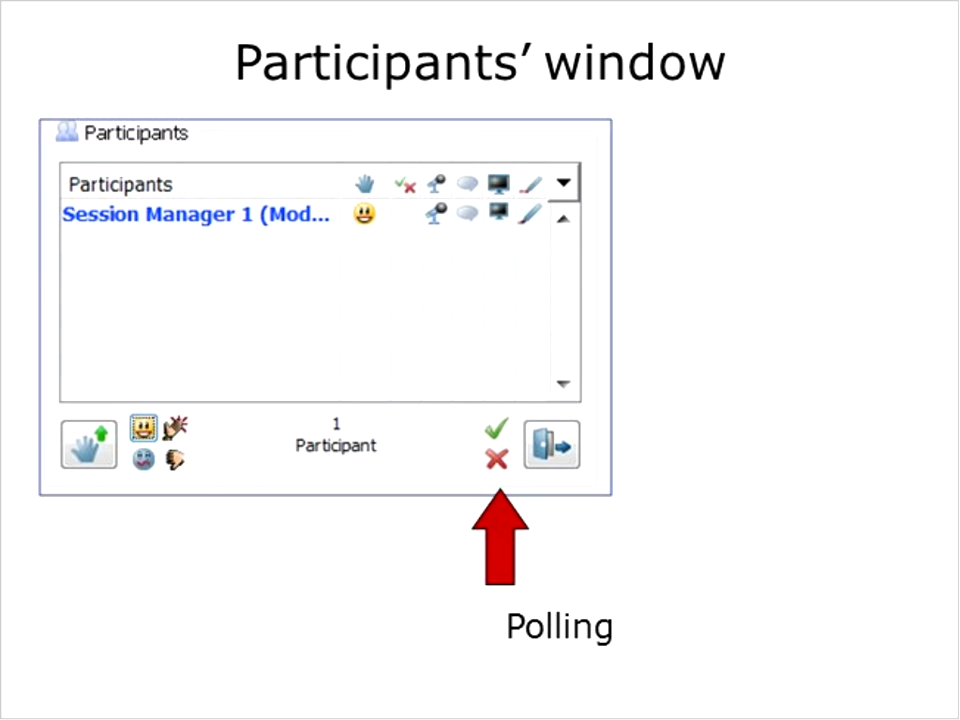 Participants’ window
Participants
Participants
Session Manager 1 (Mod...
1
Participant
Polling